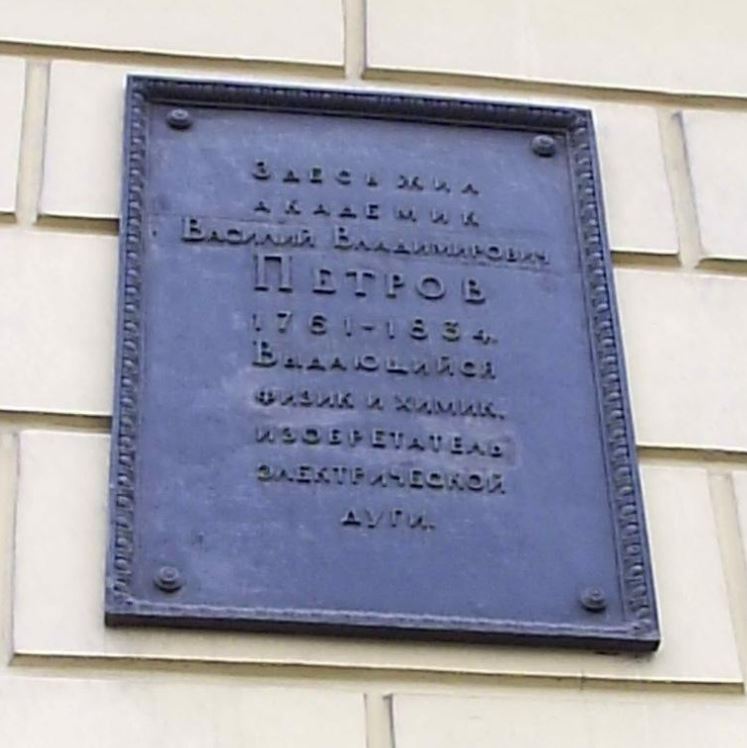 Здесь жил
академик
Василий Владимирович
Петров
1761-1834.
Выдающийся
физик и химик,
изобретатель
электрической
дуги.